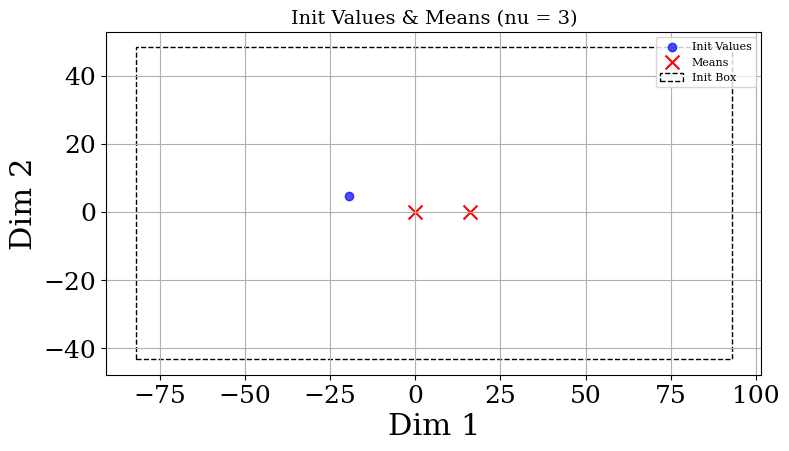 Init Values & Means (nu = 3)
Init Values
Means
Init Box
40
20
0
−20
−40
Dim 2
−75
−50
−25
0
25
50
75
100
Dim 1